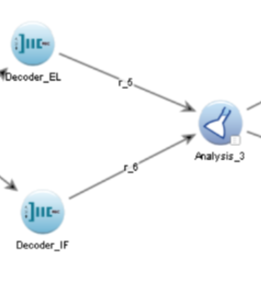 Decoder_EL
r_5
r_6
Analysis_3
Decoder_IF